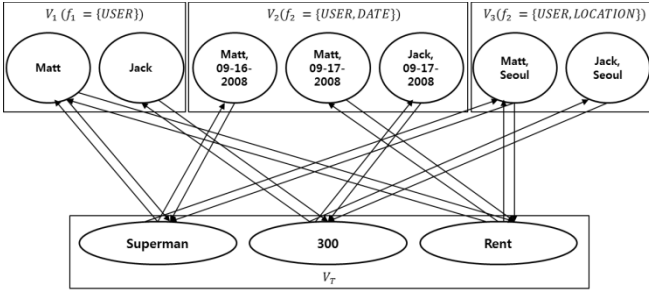 V₁ (f₁ = {USER})
V₂(f₂ = {USER, DATE})
V₃(f₂ = {USER, LOCATION})
Matt
Jack
Matt,
09-16-
2008
Matt,
09-17-
2008
Jack,
09-17-
2008
Matt,
Seoul
Jack,
Seoul
Superman
300
Rent
V_T